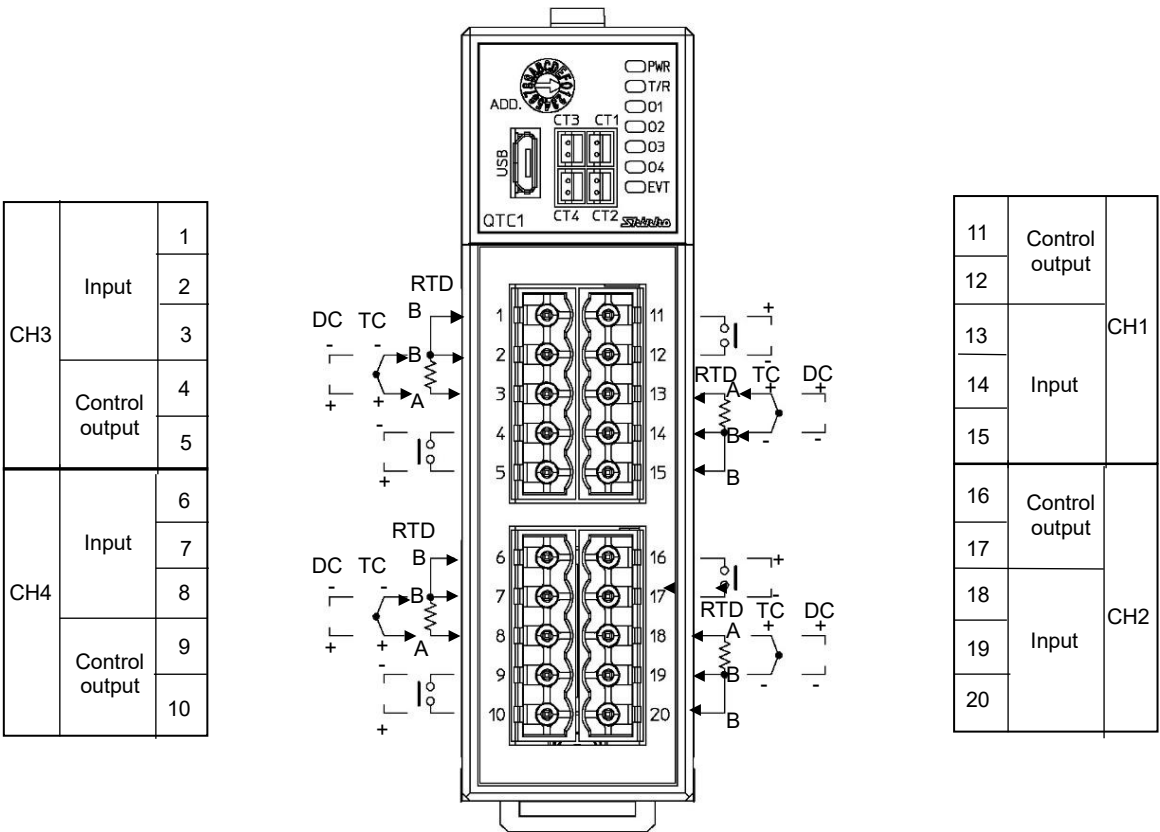 PWR
T/R
O1
O2
O3
O4
EVT
ADD.
CT3 CT1
USB
CT4 CT2
QTC1
Shinko
CH3
Input
1
2
3
Control
output
4
5
CH4
Input
6
7
8
Control
output
9
10
RTD
DC TC
B
- - B
+ + A
-
+
1
2
3
4
5
RTD
DC TC
B
- - B
+ + A
-
+
6
7
8
9
10
11
12
13
14
15
+
-
RTD A TC DC
+ +
B - -
B
16
17
18
19
20
+
-
RTD TC DC
A + +
B - -
B
11
12
Control
output
13
14
15
Input
CH1
16
17
Control
output
18
19
20
Input
CH2